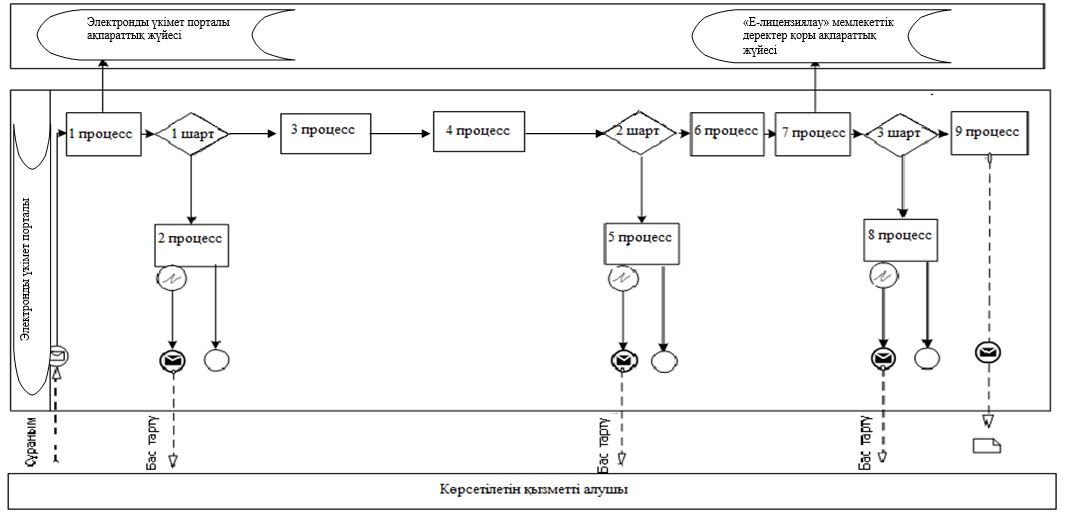 Электронды үкімет порталы
ақпараттық жүйесі
«Е-лицензиялау» мемлекеттік
деректер қоры ақпараттық
жүйесі
Электронды үкімет порталы
1 процесс
1 шарт
3 процесс
4 процесс
2 шарт
6 процесс
7 процесс
3 шарт
9 процесс
2 процесс
5 процесс
8 процесс
Сұраным
Бас тарту
Бас тарту
Бас тарту
Көрсетілетін қызметті алушы